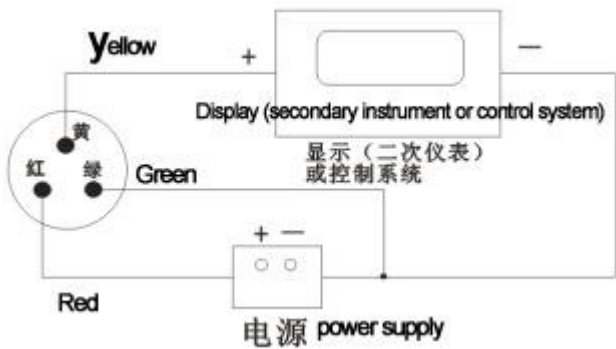 Yellow
+
—
Display (secondary instrument or control system)
显示（二次仪表）
或控制系统
黄
红
绿
Green
+ —
Red
电源 power supply